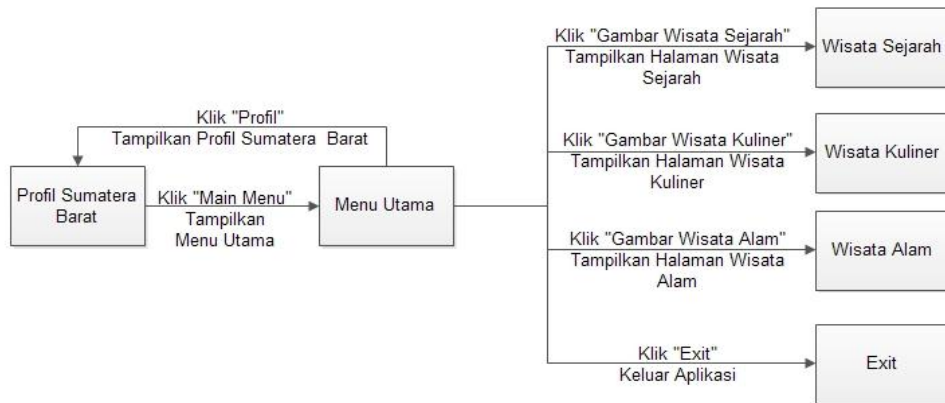 Klik "Gambar Wisata Sejarah"
Tampilkan Halaman Wisata
Sejarah
Wisata Sejarah
Klik "Profil"
Tampilkan Profil Sumatera Barat
Klik "Gambar Wisata Kuliner"
Tampilkan Halaman Wisata
Kuliner
Wisata Kuliner
Profil Sumatera
Barat
Klik "Main Menu"
Tampilkan
Menu Utama
Menu Utama
Klik "Gambar Wisata Alam"
Tampilkan Halaman Wisata
Alam
Wisata Alam
Klik "Exit"
Keluar Aplikasi
Exit